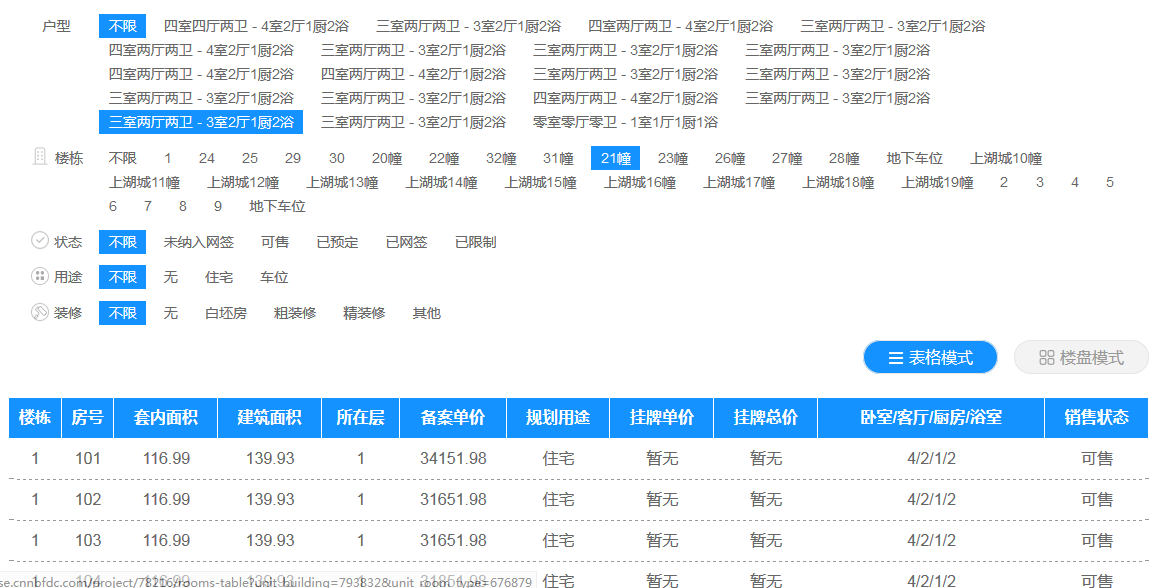 户型 不限 四室四厅两卫 - 4室2厅1厨2浴 三室两厅两卫 - 3室2厅1厨2浴 四室两厅两卫 - 4室2厅1厨2浴 三室两厅两卫 - 3室2厅1厨2浴
四室两厅两卫 - 4室2厅1厨2浴 三室两厅两卫 - 3室2厅1厨2浴 三室两厅两卫 - 3室2厅1厨2浴 三室两厅两卫 - 3室2厅1厨2浴
四室两厅两卫 - 4室2厅1厨2浴 四室两厅两卫 - 4室2厅1厨2浴 三室两厅两卫 - 3室2厅1厨2浴 三室两厅两卫 - 3室2厅1厨2浴
三室两厅两卫 - 3室2厅1厨2浴 三室两厅两卫 - 3室2厅1厨2浴 四室两厅两卫 - 4室2厅1厨2浴 三室两厅两卫 - 3室2厅1厨2浴
三室两厅两卫 - 3室2厅1厨2浴 三室两厅两卫 - 3室2厅1厨2浴 零室零厅零卫 - 1室1厅1厨1浴
楼栋 不限 1 24 25 29 30 20幢 22幢 32幢 31幢 21幢 23幢 26幢 27幢 28幢 地下车位 上湖城10幢
上湖城11幢 上湖城12幢 上湖城13幢 上湖城14幢 上湖城15幢 上湖城16幢 上湖城17幢 上湖城18幢 上湖城19幢 2 3 4 5
6 7 8 9 地下车位
状态 不限 未纳入网签 可售 已预定 已网签 已限制
用途 不限 无 住宅 车位
装修 不限 无 白坯房 粗装修 精装修 其他
表格模式 楼盘模式
楼栋 房号 套内面积 建筑面积 所在层 备案单价 规划用途 挂牌单价 挂牌总价 卧室/客厅/厨房/浴室 销售状态
1 101 116.99 139.93 1 34151.98 住宅 暂无 暂无 4/2/1/2 可售
1 102 116.99 139.93 1 31651.98 住宅 暂无 暂无 4/2/1/2 可售
1 103 116.99 139.93 1 31651.98 住宅 暂无 暂无 4/2/1/2 可售
1 104 116.99 139.93 1 31851.98 住宅 暂无 暂无 4/2/1/2 可售
se.cnnbfdc.com/project/78216/rooms-table?unit_building=793832&unit_room_type=676879